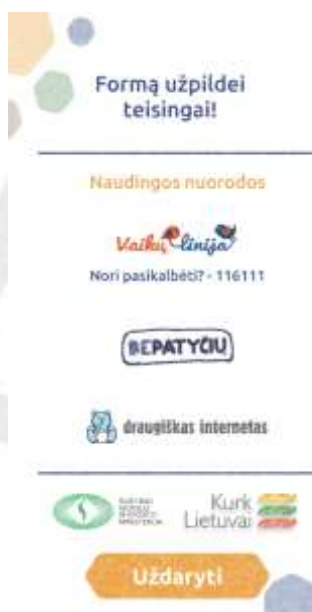 Formą užpildei
teisingai!
Naudingos nuorodos
Vaikų linija
Nori pasikalbėti? - 116111
BEPATYČIŲ
draugiškas internetas
Kurk
Lietuvai
Uždaryti